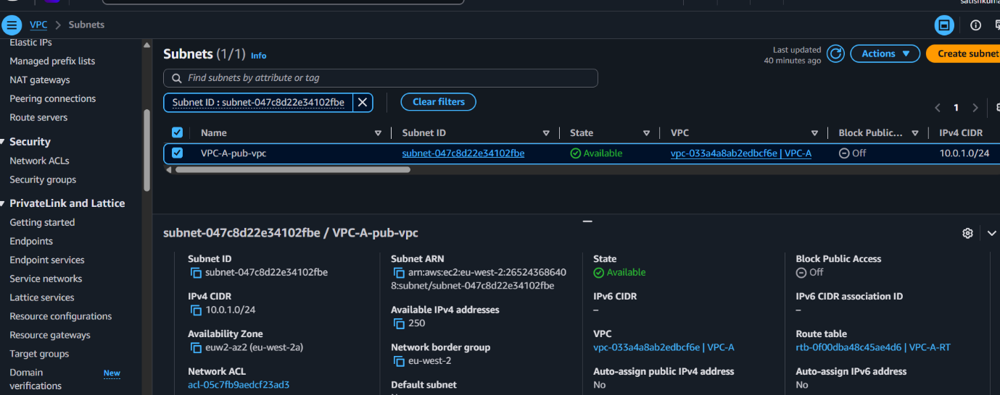 VPC > Subnets
Elastic IPs
Managed prefix lists
NAT gateways
Peering connections
Route servers
Security
Network ACLs
Security groups
PrivateLink and Lattice
Getting started
Endpoints
Endpoint services
Service networks
Lattice services
Resource configurations
Resource gateways
Target groups
Domain verifications New
Subnets (1/1) Info
Last updated
40 minutes ago
Actions
Create subnet
Find subnets by attribute or tag
Subnet ID : subnet-047c8d22e34102fbe
Clear filters
1
Name Subnet ID State VPC Block Public... IPv4 CIDR
VPC-A-pub-vpc subnet-047c8d22e34102fbe Available vpc-033a4a8ab2edbcf6e | VPC-A Off 10.0.1.0/24
subnet-047c8d22e34102fbe / VPC-A-pub-vpc
Subnet ID
subnet-047c8d22e34102fbe
IPv4 CIDR
10.0.1.0/24
Availability Zone
euw2-az2 (eu-west-2a)
Network ACL
acl-05c7fb9aedcf23ad3
Subnet ARN
arn:aws:ec2:eu-west-2:26524368640
8:subnet/subnet-047c8d22e34102fbe
Available IPv4 addresses
250
Network border group
eu-west-2
Default subnet
State
Available
IPv6 CIDR
–
VPC
vpc-033a4a8ab2edbcf6e | VPC-A
Auto-assign public IPv4 address
No
Block Public Access
Off
IPv6 CIDR association ID
–
Route table
rtb-0f00dba48c45ae4d6 | VPC-A-RT
Auto-assign IPv6 address
No